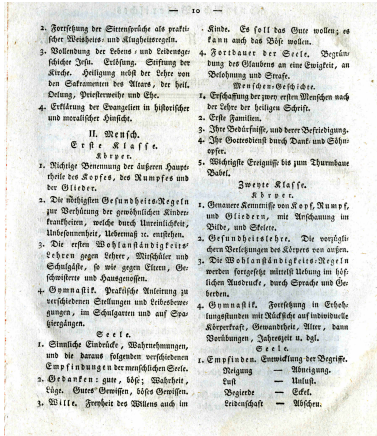 — 10 —
2. Fortsetzung der Sittensprüche als prakti-
scher Weisheits- und Klugheitsregeln.
3. Vollendung der Lebens- und Leidensge-
schichte Jesu. Erlösung. Stiftung der
Kirche. Heiligung nebst der Lehre von
den Sakramenten des Altars, der heil.
Oelung, Priesterweihe und Ehe.
4. Erklärung der Evangelien in historischer
und moralischer Hinsicht.
II. Mensch.
Erste Klasse.
Körper.
1. Richtige Benennung der äußeren Haupt-
theile des Kopfes, des Rumpfes und
der Glieder.
2. Die nöthigsten Gesundheits-Regeln
zur Verhütung der gewöhnlichen Kinder-
krankheiten, welche durch Unreinlichkeit,
Unbesonnenheit, Uebermaß ꝛc. entstehen.
3. Die ersten Wohlanständigkeits-
Lehren gegen Lehrer, Mitschüler und
Schulgäste, so wie gegen Eltern, Ge-
schwisterte und Hausgenossen.
4. Gymnastik. Praktische Anleitung zu
verschiedenen Stellungen und Leibesbewe-
gungen, im Schulgarten und auf Spa-
ziergängen.
Seele.
1. Sinnliche Eindrücke, Wahrnehmungen,
und die daraus folgenden verschiedenen
Empfindungen der menschlichen Seele.
2. Gedanken: gute, böse; Wahrheit,
Lüge. Gutes Gewissen, böses Gewissen.
3. Wille. Freyheit des Willens auch im
Kinde. Es soll das Gute wollen; es
kann auch das Böse wollen.
4. Fortdauer der Seele. Begrün-
dung des Glaubens an eine Ewigkeit, an
Belohnung und Strafe.
Menschen-Geschichte.
1. Erschaffung der zwey ersten Menschen nach
der Lehre der heiligen Schrift.
2. Erste Familien.
3. Ihre Bedürfnisse, und deren Befriedigung.
4. Ihr Gottesdienst durch Dank- und Söhn-
opfer.
5. Wichtigste Ereignisse bis zum Thurmbaue
Babel.
Zweyte Klasse.
Körper.
1. Genauere Kenntnisse von Kopf, Rumpf,
und Gliedern, mit Anschauung im
Bilde, und Skelete.
2. Gesundheitslehre. Die vorzügli-
chern Verletzungen des Körpers von außen.
3. Die Wohlanständigkeits-Regeln
werden fortgesetzt mittelst Uebung im höf-
lichen Ausdrucke, durch Sprache und Ge-
berden.
4. Gymnastik. Fortsetzung in Erhoh-
lungsstunden mit Rücksicht auf individuelle
Körperkraft, Gewandtheit, Alter, dann
Vorübungen, Jahreszeit u. dgl.
Seele.
1. Empfinden. Entwicklung der Begriffe.
Neigung — Abneigung.
Lust — Unlust.
Begierde — Eckel.
Leidenschaft — Abscheu.